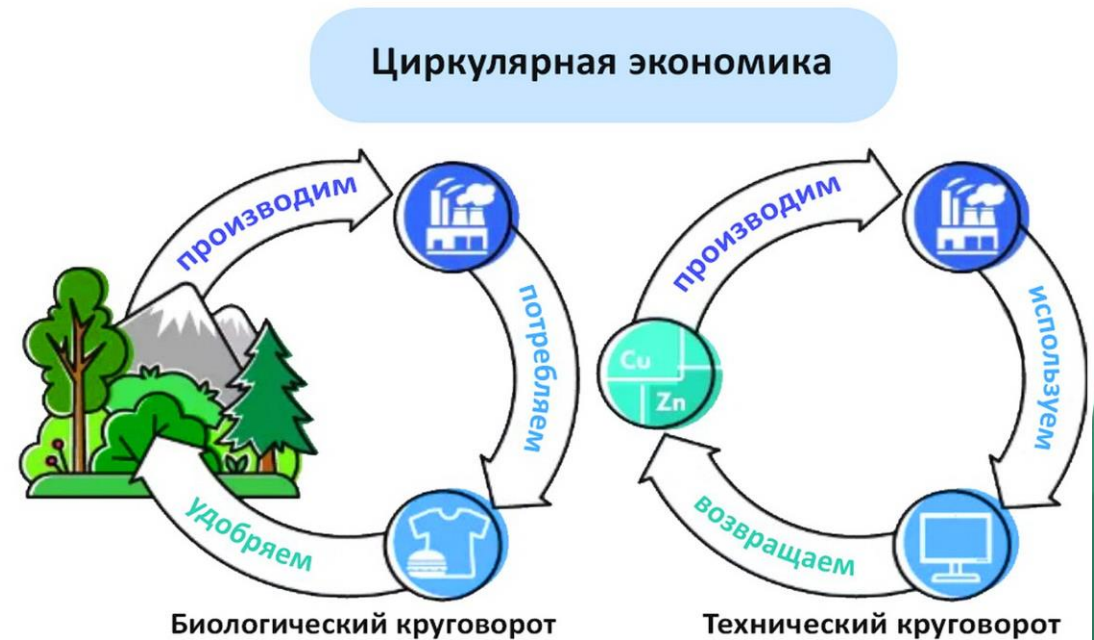 Циркулярная экономика
производим
потребляем
удобряем
Биологический круговорот
производим
используем
возвращаем
Cu
Zn
Технический круговорот